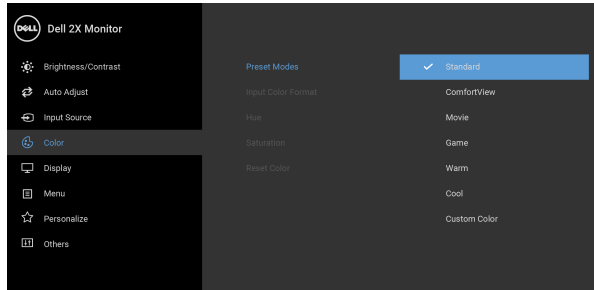 DELL
Dell 2X Monitor
Brightness/Contrast
Auto Adjust
Input Source
Color
Display
Menu
Personalize
Others
Preset Modes
Input Color Format
Hue
Saturation
Reset Color
Standard
ComfortView
Movie
Game
Warm
Cool
Custom Color